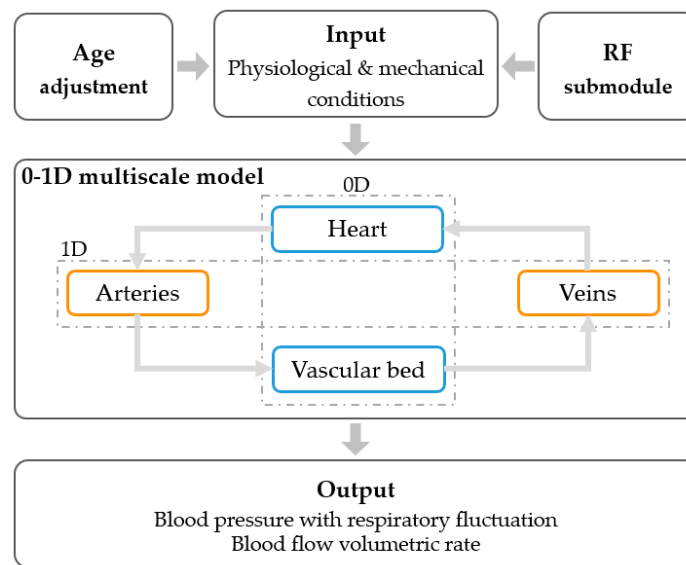 Age
adjustment
Input
Physiological & mechanical
conditions
RF
submodule
0-1D multiscale model
0D
Heart
1D
Arteries
Veins
Vascular bed
Output
Blood pressure with respiratory fluctuation
Blood flow volumetric rate